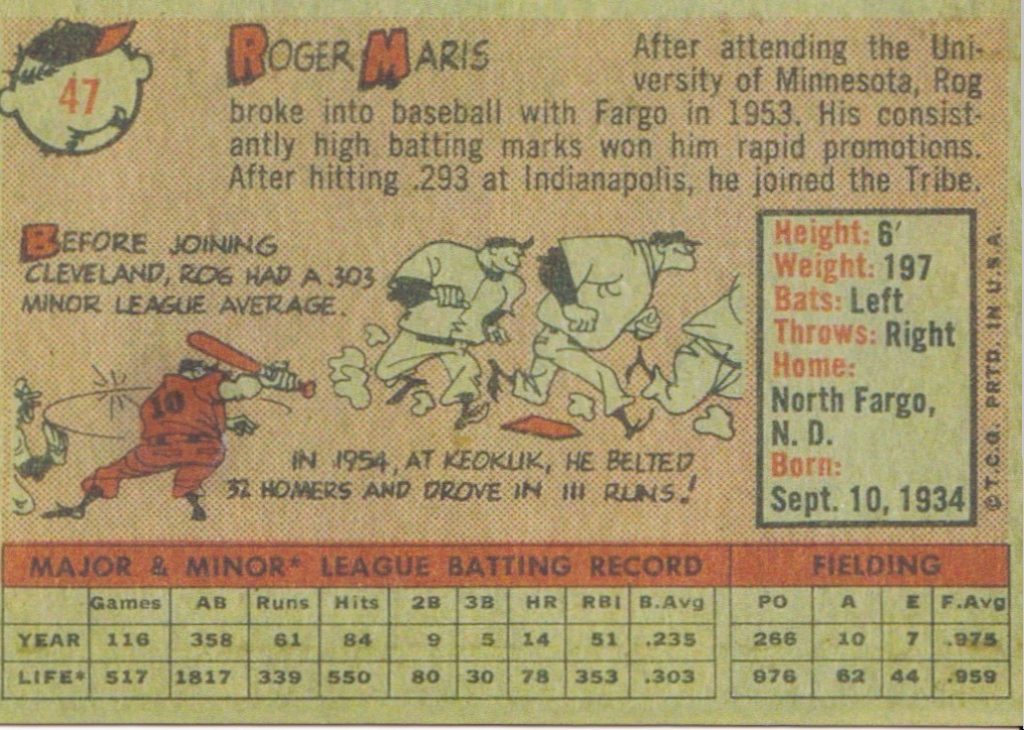 47
ROGER MARIS
After attending the Uni-
versity of Minnesota, Rog
broke into baseball with Fargo in 1953. His consist-
antly high batting marks won him rapid promotions.
After hitting .293 at Indianapolis, he joined the Tribe.
BEFORE JOINING
CLEVELAND, ROG HAD A .303
MINOR LEAGUE AVERAGE.
10
IN 1954, AT KEOKUK, HE BELTED
32 HOMERS AND DROVE IN 111 RUNS!
Height: 6'
Weight: 197
Bats: Left
Throws: Right
Home:
North Fargo,
N. D.
Born:
Sept. 10, 1934
© T.C.G. PRTD. IN U.S.A.
MAJOR & MINOR* LEAGUE BATTING RECORD FIELDING
Games AB Runs Hits 2B 3B HR RBI B.Avg PO A E F.Avg
YEAR 116 358 61 84 9 5 14 51 .235 266 10 7 .975
LIFE* 517 1817 339 550 80 30 78 353 .303 976 62 44 .959